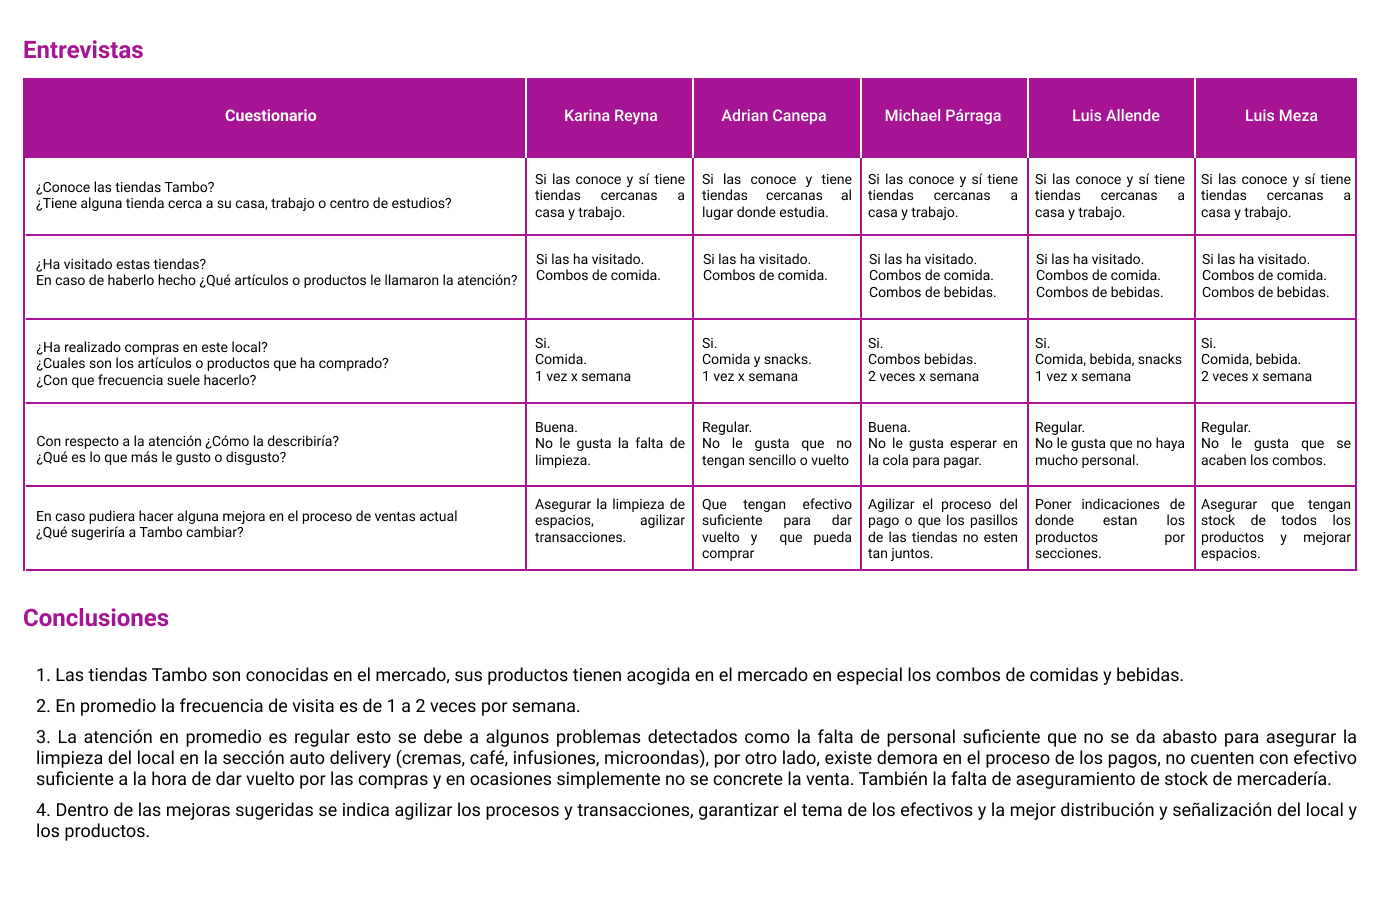 Entrevistas
Cuestionario
Karina Reyna
Adrian Canepa
Michael Párraga
Luis Allende
Luis Meza
¿Conoce las tiendas Tambo?
¿Tiene alguna tienda cerca a su casa, trabajo o centro de estudios?
Si las conoce y sí tiene
tiendas cercanas a
casa y trabajo.
Si las conoce y tiene
tiendas cercanas al
lugar donde estudia.
Si las conoce y sí tiene
tiendas cercanas a
casa y trabajo.
Si las conoce y sí tiene
tiendas cercanas a
casa y trabajo.
Si las conoce y sí tiene
tiendas cercanas a
casa y trabajo.
¿Ha visitado estas tiendas?
En caso de haberlo hecho ¿Qué artículos o productos le llamaron la atención?
Si las ha visitado.
Combos de comida.
Si las ha visitado.
Combos de comida.
Si las ha visitado.
Combos de comida.
Combos de bebidas.
Si las ha visitado.
Combos de comida.
Combos de bebidas.
Si las ha visitado.
Combos de comida.
Combos de bebidas.
¿Ha realizado compras en este local?
¿Cuales son los artículos o productos que ha comprado?
¿Con que frecuencia suele hacerlo?
Si.
Comida.
1 vez x semana
Si.
Comida y snacks.
1 vez x semana
Si.
Combos bebidas.
2 veces x semana
Si.
Comida, bebida, snacks
1 vez x semana
Si.
Comida, bebida.
2 veces x semana
Con respecto a la atención ¿Cómo la describiría?
¿Qué es lo que más le gusto o disgusto?
Buena.
No le gusta la falta de
limpieza.
Regular.
No le gusta que no
tengan sencillo o vuelto
Buena.
No le gusta esperar en
la cola para pagar.
Regular.
No le gusta que no haya
mucho personal.
Regular.
No le gusta que se
acaben los combos.
En caso pudiera hacer alguna mejora en el proceso de ventas actual
¿Qué sugeriría a Tambo cambiar?
Asegurar la limpieza de
espacios, agilizar
transacciones.
Que tengan efectivo
suficiente para dar
vuelto y que pueda
comprar
Agilizar el proceso del
pago o que los pasillos
de las tiendas no esten
tan juntos.
Poner indicaciones de
donde estan los
productos por
secciones.
Asegurar que tengan
stock de todos los
productos y mejorar
espacios.
Conclusiones
1. Las tiendas Tambo son conocidas en el mercado, sus productos tienen acogida en el mercado en especial los combos de comidas y bebidas.
2. En promedio la frecuencia de visita es de 1 a 2 veces por semana.
3. La atención en promedio es regular esto se debe a algunos problemas detectados como la falta de personal suficiente que no se da abasto para asegurar la
limpieza del local en la sección auto delivery (cremas, café, infusiones, microondas), por otro lado, existe demora en el proceso de los pagos, no cuenten con efectivo
suficiente a la hora de dar vuelto por las compras y en ocasiones simplemente no se concrete la venta. También la falta de aseguramiento de stock de mercadería.
4. Dentro de las mejoras sugeridas se indica agilizar los procesos y transacciones, garantizar el tema de los efectivos y la mejor distribución y señalización del local y
los productos.